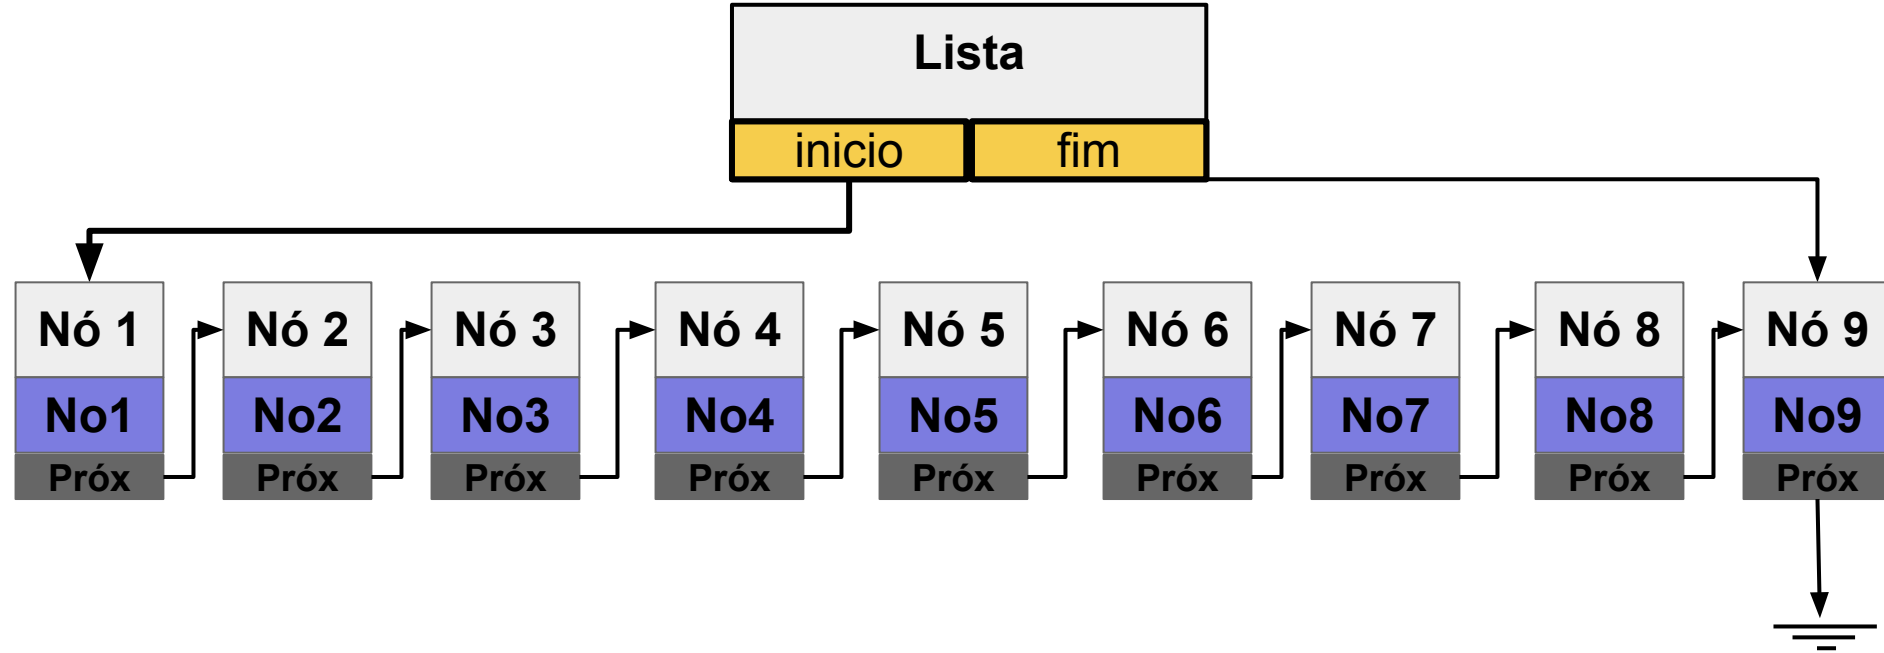 Lista
inicio fim
Nó 1 Nó 2 Nó 3 Nó 4 Nó 5 Nó 6 Nó 7 Nó 8 Nó 9
No1 No2 No3 No4 No5 No6 No7 No8 No9
Próx Próx Próx Próx Próx Próx Próx Próx Próx